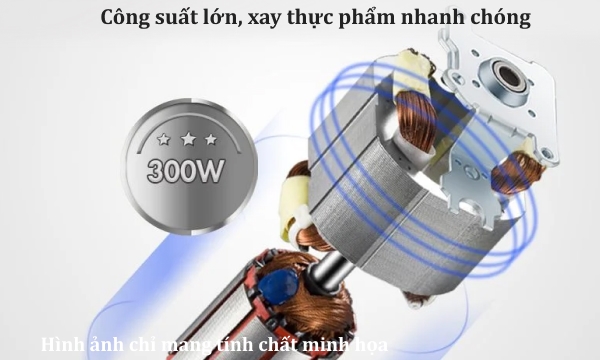 Công suất lớn, xay thực phẩm nhanh chóng
300W
Hình ảnh chỉ mang tính chất minh họa